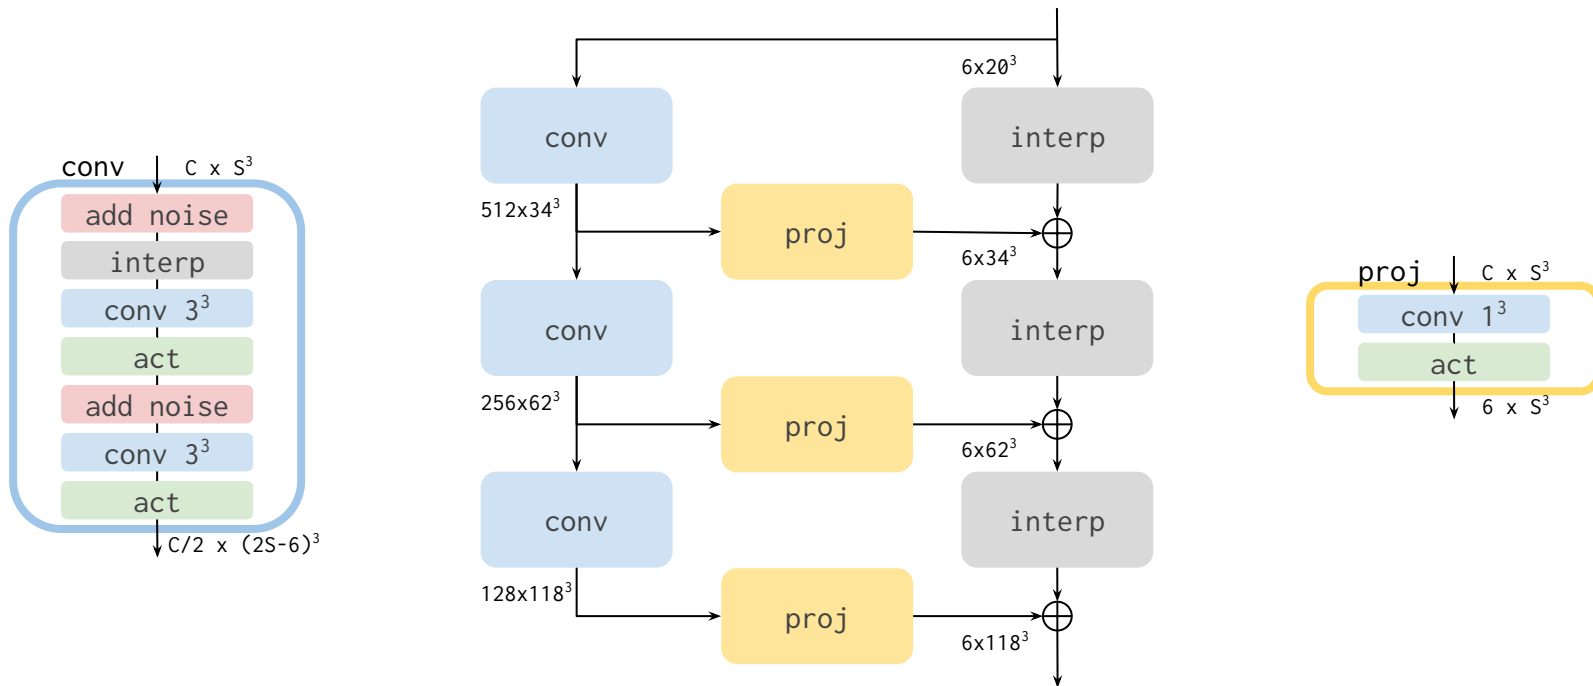 conv
C x S³
add noise
interp
conv 3³
act
add noise
conv 3³
act
C/2 x (2S-6)³
6x20³
conv
interp
512x34³
proj
6x34³
conv
interp
256x62³
proj
6x62³
conv
interp
128x118³
proj
6x118³
proj
C x S³
conv 1³
act
6 x S³